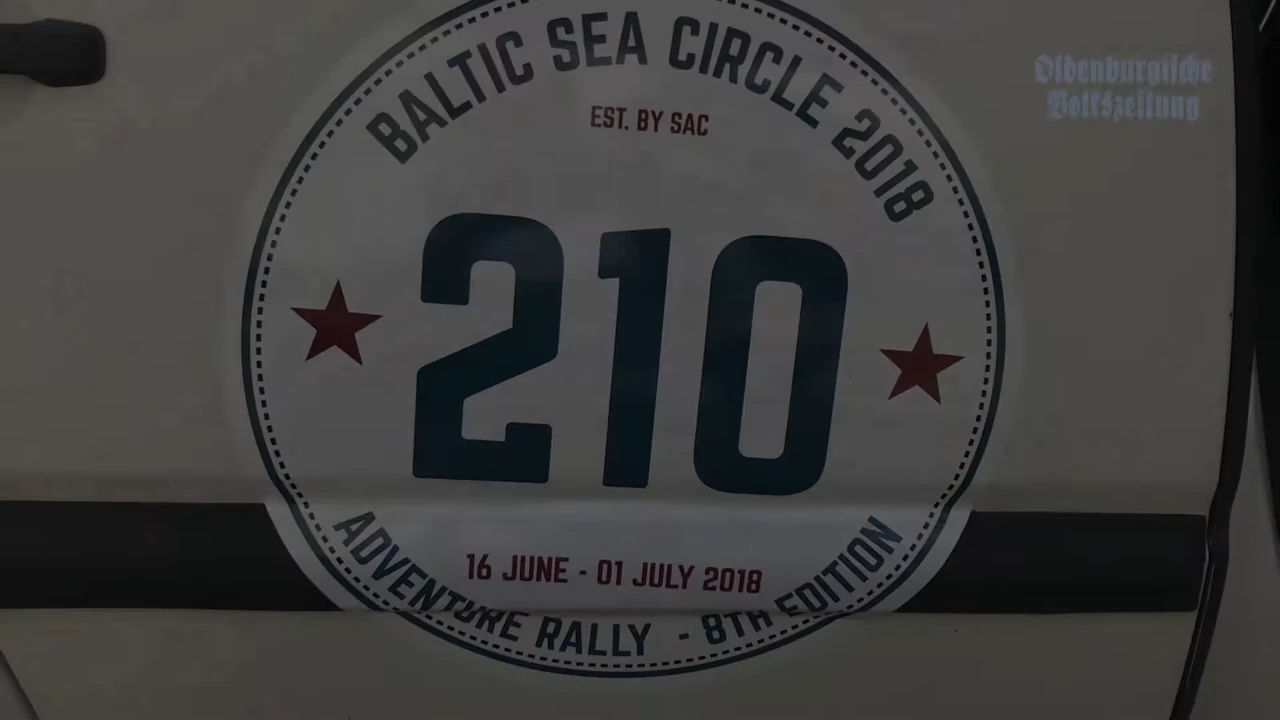 BALTIC SEA CIRCLE 2018
EST. BY SAC
210
16 JUNE - 01 JULY 2018
ADVENTURE RALLY - 8TH EDITION
Oldenburgische
Volkszeitung